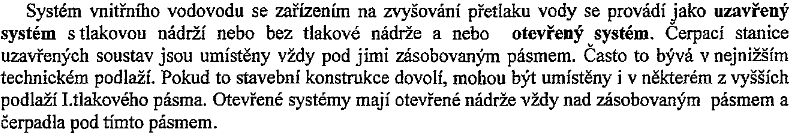 Systém vnitřního vodovodu se zařízením na zvyšování přetlaku vody se provádí jako uzavřený
systém s tlakovou nádrží nebo bez tlakové nádrže a nebo otevřený systém. Čerpací stanice
uzavřených soustav jsou umístěny vždy pod jimi zásobovaným pásmem. Často to bývá v nejnižším
technickém podlaží. Pokud to stavební konstrukce dovolí, mohou být umístěny i v některém z vyšších
podlaží I.tlakového pásma. Otevřené systémy mají otevřené nádrže vždy nad zásobovaným pásmem a
čerpadla pod tímto pásmem.